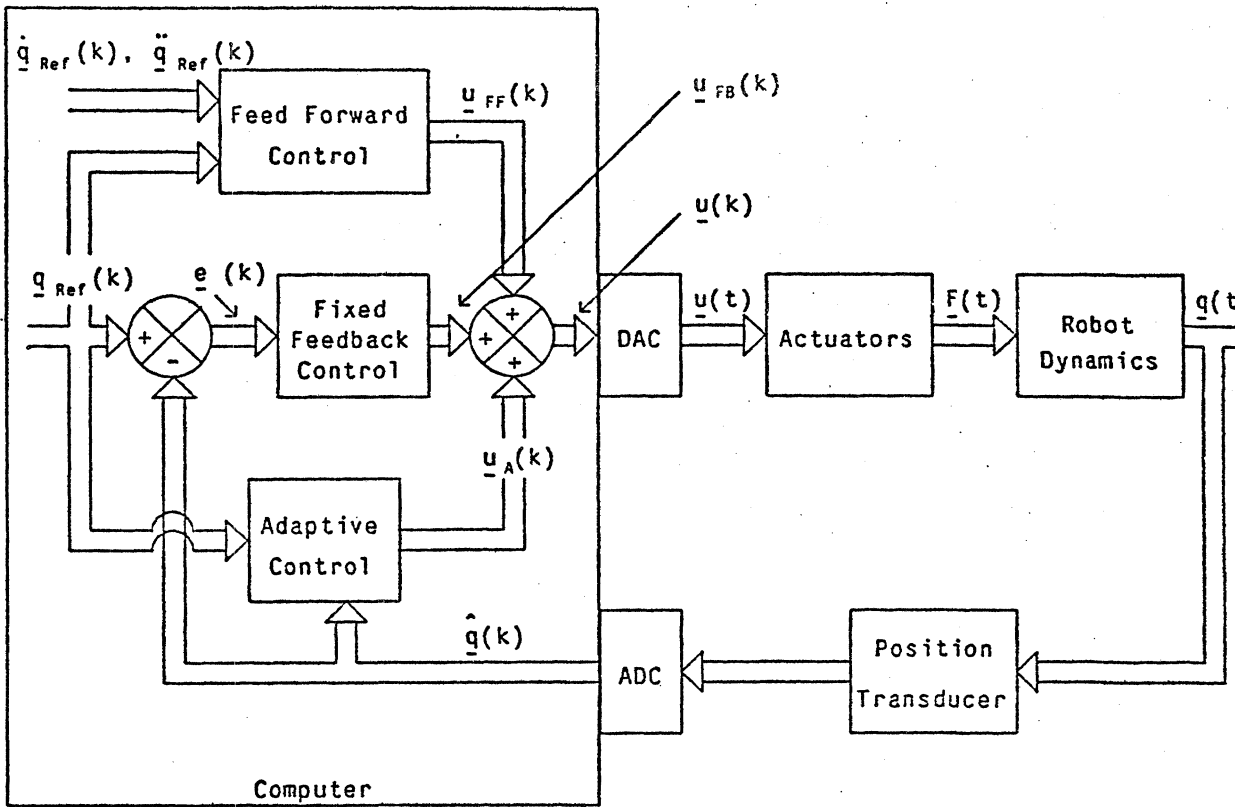 q̇ Ref(k), q̈ Ref(k)
Feed Forward
Control
u FF(k)
u FB(k)
u(k)
q Ref(k)
e (k)
Fixed
Feedback
Control
+
-
+
+
+
DAC
u(t)
Actuators
F(t)
Robot
Dynamics
q(t
u A(k)
Adaptive
Control
q̂(k)
ADC
Position
Transducer
Computer